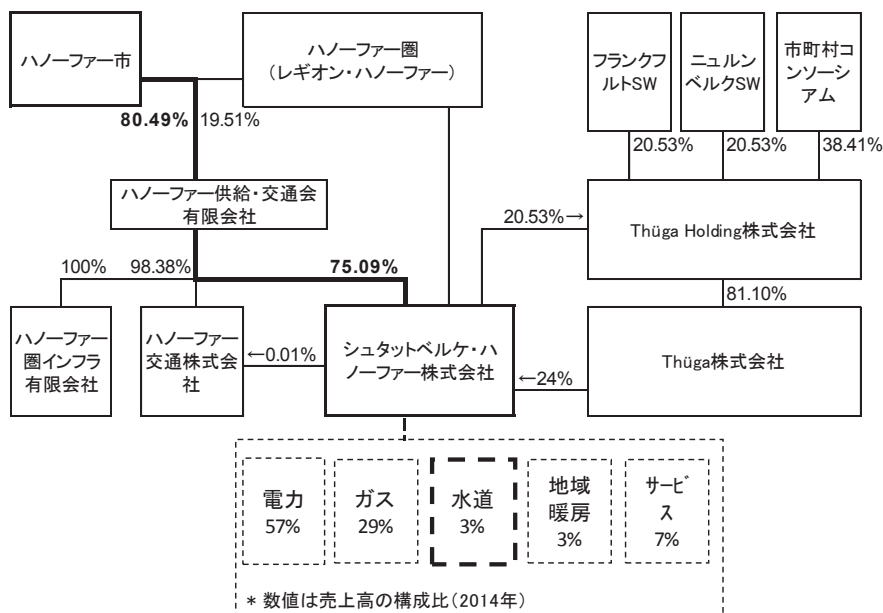 ハノーファー市
ハノーファー圏
（レギオン・ハノーファー）
フランクフ
ルトSW
ニュルン
ベルクSW
市町村コ
ンソーシ
アム
80.49%
19.51%
20.53%
20.53%
38.41%
ハノーファー供給・交通会
有限会社
20.53%→
Thüga Holding株式会社
100%
98.38%
75.09%
81.10%
ハノーファー
圏インフラ
有限会社
ハノーファー
交通株式会
社
←0.01%
シュタットベルケ・ハ
ノーファー株式会社
←24%
Thüga株式会社
電力
57%
ガス
29%
水道
3%
地域
暖房
3%
サービ
ス
7%
* 数値は売上高の構成比（2014年）